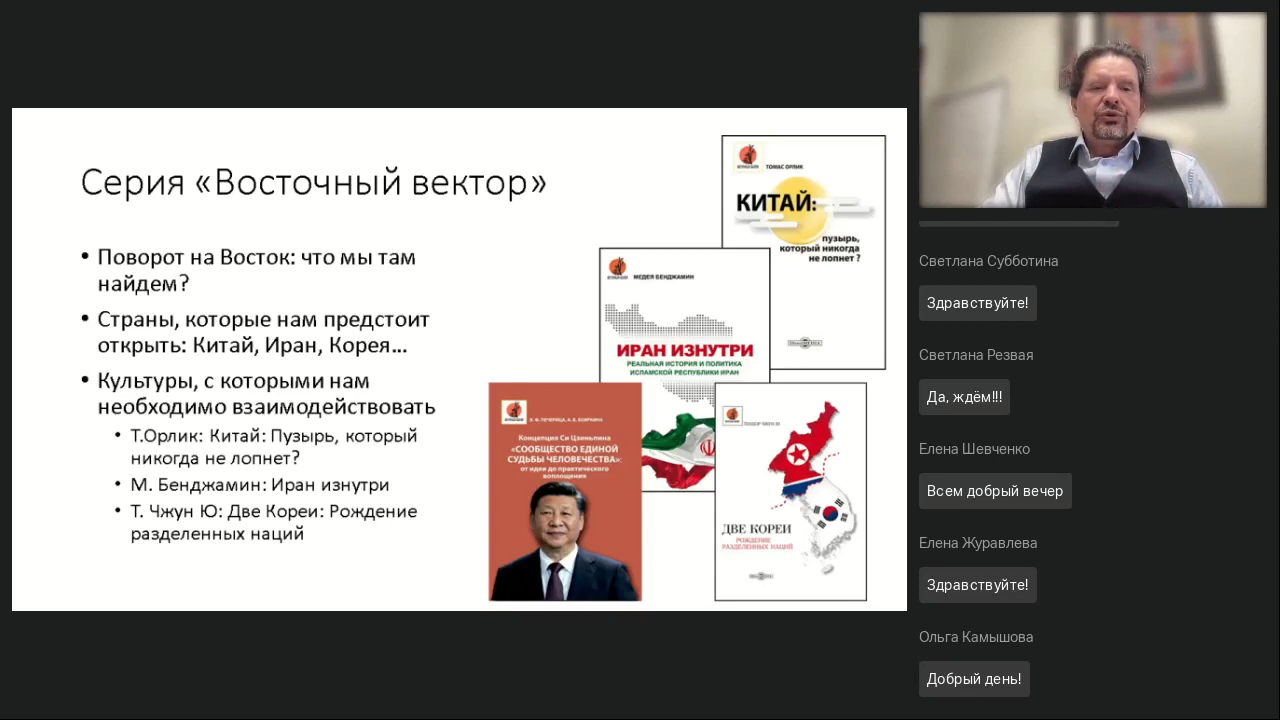 Серия «Восточный вектор»
• Поворот на Восток: что мы там
найдем?
• Страны, которые нам предстоит
открыть: Китай, Иран, Корея...
• Культуры, с которыми нам
необходимо взаимодействовать
• Т.Орлик: Китай: Пузырь, который
никогда не лопнет?
• М. Бенджамин: Иран изнутри
• Т. Чжун Ю: Две Кореи: Рождение
разделенных наций
ТОМАС ОРЛИК
КИТАЙ:
пузырь,
который никогда
не лопнет?
МЕДЕЯ БЕНДЖАМИН
ИРАН ИЗНУТРИ
РЕАЛЬНАЯ ИСТОРИЯ И ПОЛИТИКА
ИСЛАМСКОЙ РЕСПУБЛИКИ ИРАН
Концепция Си Цзиньпина
«СООБЩЕСТВО ЕДИНОЙ
СУДЬБЫ ЧЕЛОВЕЧЕСТВА»:
от идеи до практического
воплощения
ДВЕ КОРЕИ
РОЖДЕНИЕ
РАЗДЕЛЕННЫХ НАЦИЙ
Светлана Субботина
Здравствуйте!
Светлана Резвая
Да, ждём!!!
Елена Шевченко
Всем добрый вечер
Елена Журавлева
Здравствуйте!
Ольга Камышова
Добрый день!